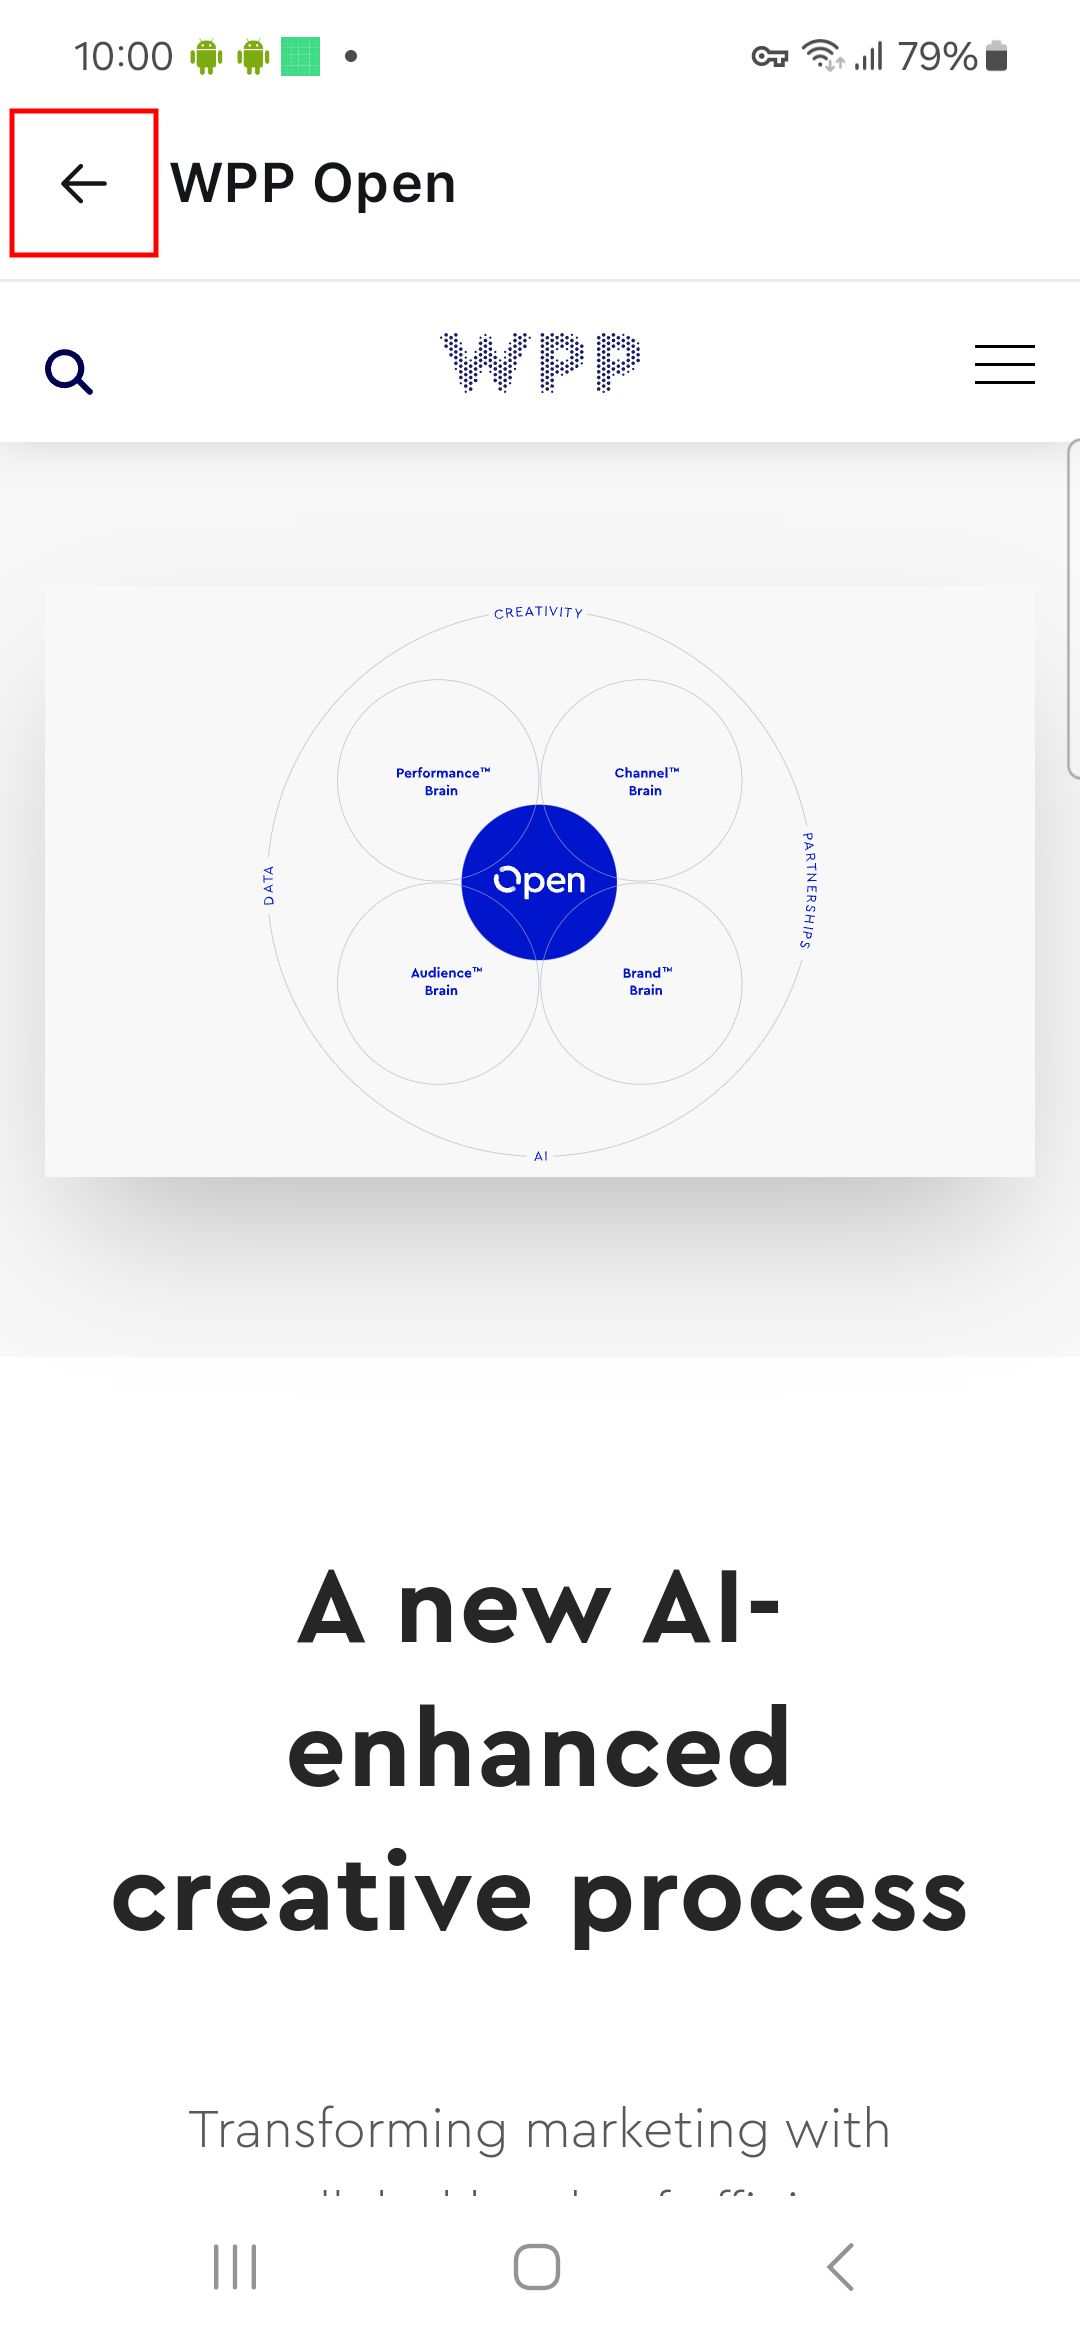 10:00
79%
WPP Open
WPP
CREATIVITY
Performance™
Brain
Channel™
Brain
DATA
Open
PARTNERSHIPS
Audience™
Brain
Brand™
Brain
AI
A new AI-
enhanced
creative process
Transforming marketing with